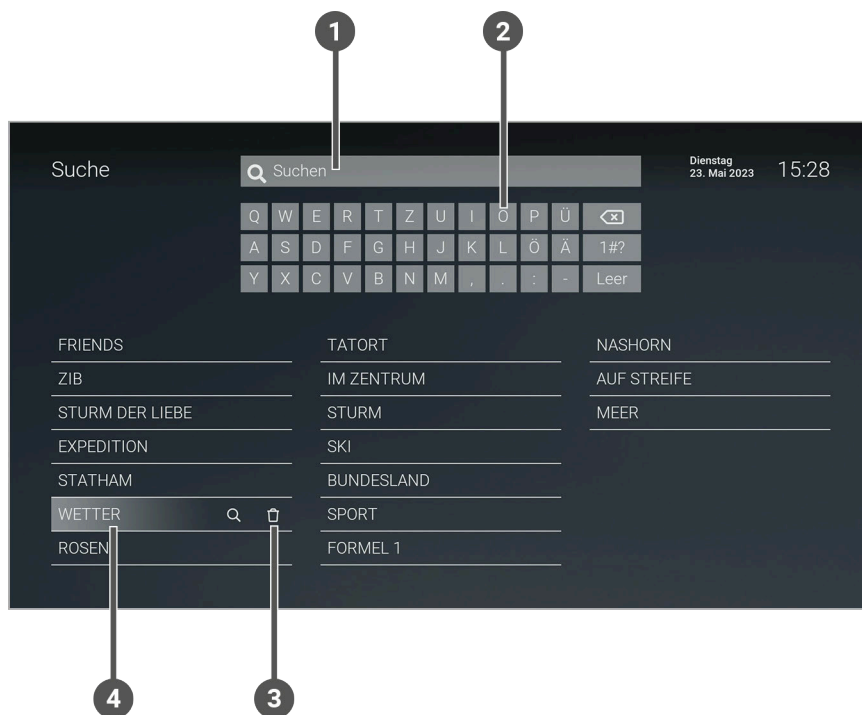 1 2
Suche
Suchen
Dienstag
23. Mai 2023
15:28
Q W E R T Z U I O P Ü
A S D F G H J K L Ö Ä 1#?
Y X C V B N M , . : - Leer
FRIENDS TATORT NASHORN
ZIB IM ZENTRUM AUF STREIFE
STURM DER LIEBE STURM MEER
EXPEDITION SKI
STATHAM BUNDESLAND
WETTER SPORT
ROSEN FORMEL 1
4 3